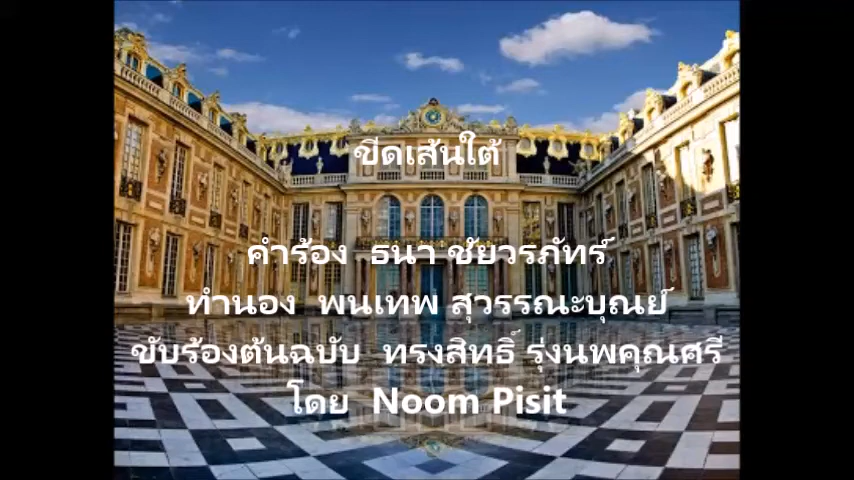 ขีดเส้นใต้
คำร้อง ธนา ชัยวรภัทร์
ทำนอง พนเทพ สุวรรณะบุณย์
ขับร้องต้นฉบับ ทรงสิทธิ์ รุ่งนพคุณศรี
โดย Noom Pisit